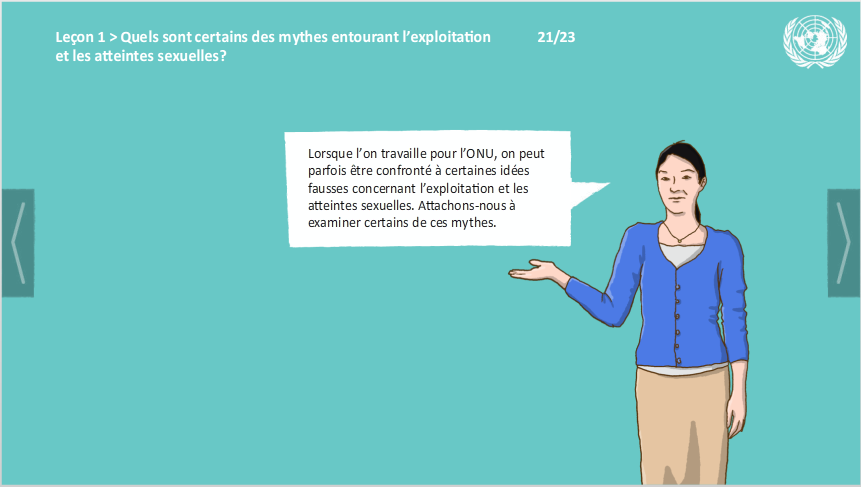 Leçon 1 > Quels sont certains des mythes entourant l’exploitation
et les atteintes sexuelles?
21/23
Lorsque l’on travaille pour l’ONU, on peut
parfois être confronté à certaines idées
fausses concernant l’exploitation et les
atteintes sexuelles. Attachons-nous à
examiner certains de ces mythes.